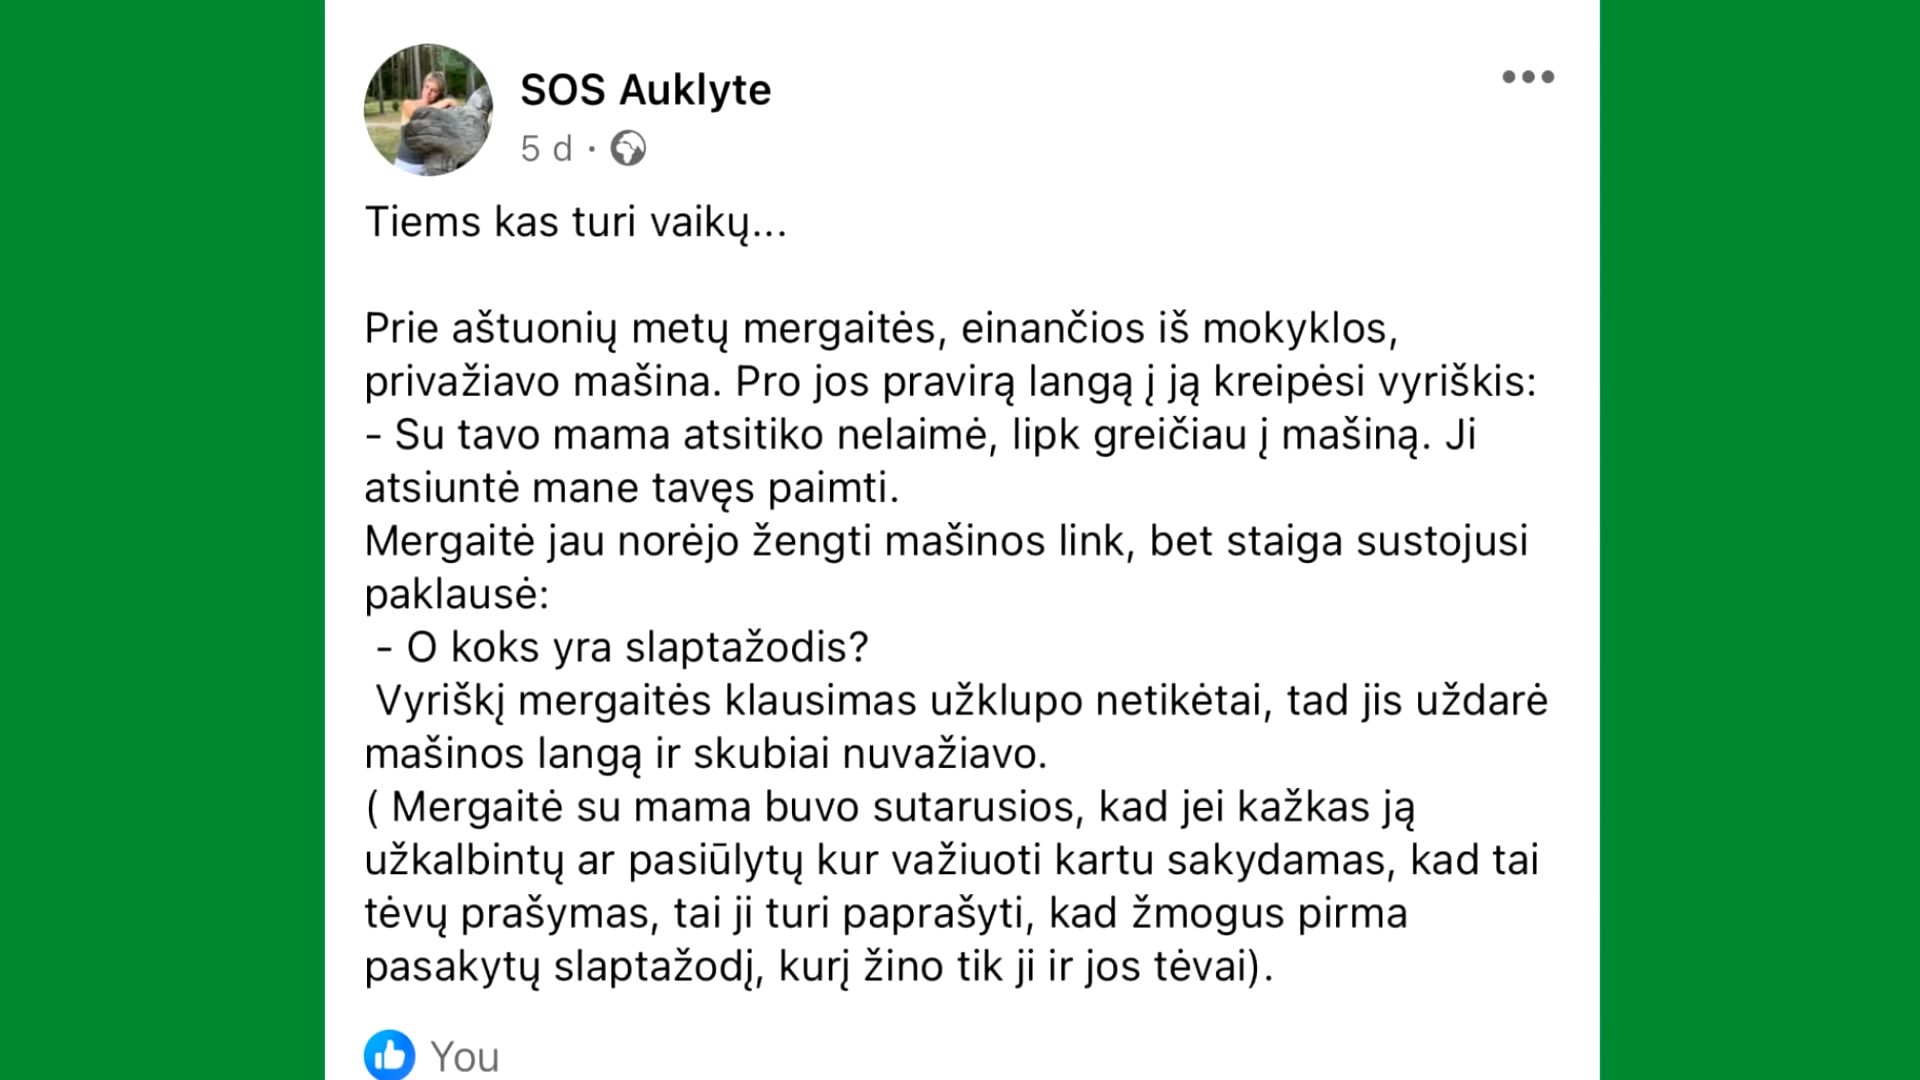 SOS Auklyte
5 d ·
Tiems kas turi vaikų...
Prie aštuonių metų mergaitės, einančios iš mokyklos,
privažiavo mašina. Pro jos pravirą langą į ją kreipėsi vyriškis:
- Su tavo mama atsitiko nelaimė, lipk greičiau į mašiną. Ji
atsiuntė mane tavęs paimti.
Mergaitė jau norėjo žengti mašinos link, bet staiga sustojusi
paklausė:
- O koks yra slaptažodis?
Vyriškį mergaitės klausimas užklupo netikėtai, tad jis uždarė
mašinos langą ir skubiai nuvažiavo.
( Mergaitė su mama buvo sutarusios, kad jei kažkas ją
užkalbintų ar pasiūlytų kur važiuoti kartu sakydamas, kad tai
tėvų prašymas, tai ji turi paprašyti, kad žmogus pirma
pasakytų slaptažodį, kurį žino tik ji ir jos tėvai).
You